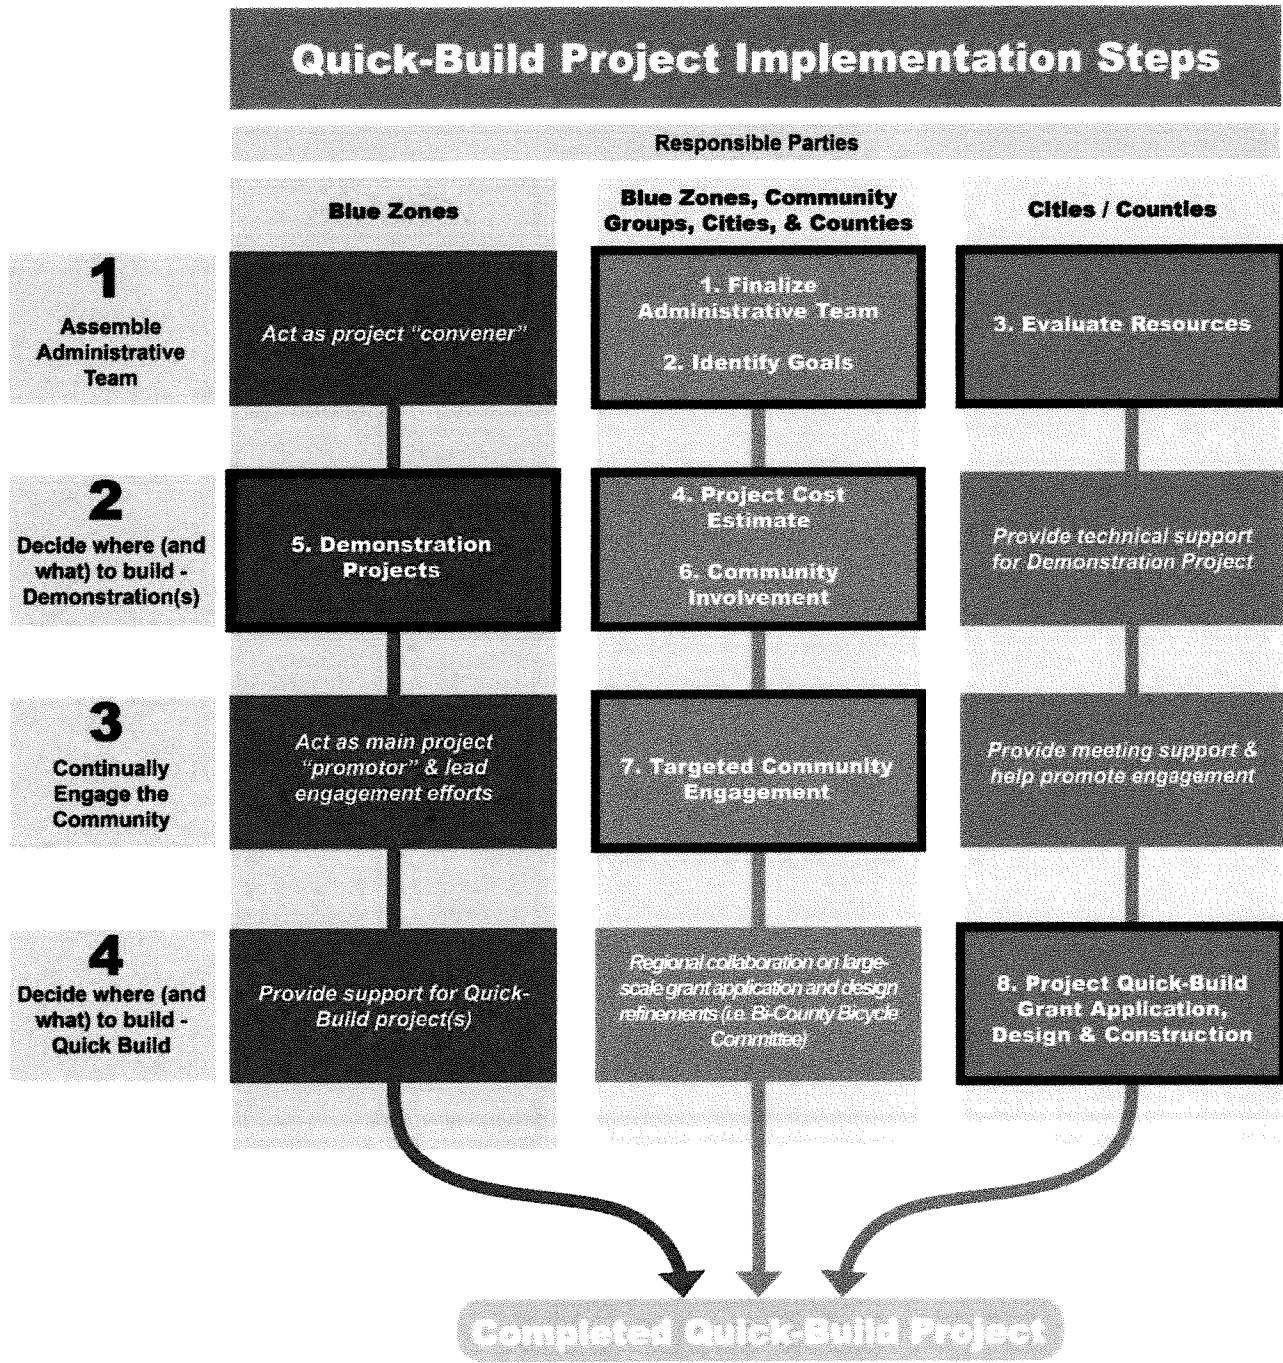 Quick-Build Project Implementation Steps
Responsible Parties
Blue Zones
Blue Zones, Community
Groups, Cities, & Counties
Cities / Counties
1
Assemble
Administrative
Team
Act as project "convener"
1. Finalize
Administrative Team
2. Identify Goals
3. Evaluate Resources
2
Decide where (and
what) to build -
Demonstration(s)
5. Demonstration
Projects
4. Project Cost
Estimate
6. Community
Involvement
Provide technical support
for Demonstration Project
3
Continually
Engage the
Community
Act as main project
"promotor" & lead
engagement efforts
7. Targeted Community
Engagement
Provide meeting support &
help promote engagement
4
Decide where (and
what) to build -
Quick Build
Provide support for Quick-
Build project(s)
Regional collaboration on large-
scale grant application and design
refinements (i.e. Bi-County Bicycle
Committee)
8. Project Quick-Build
Grant Application,
Design & Construction
Completed Quick-Build Project